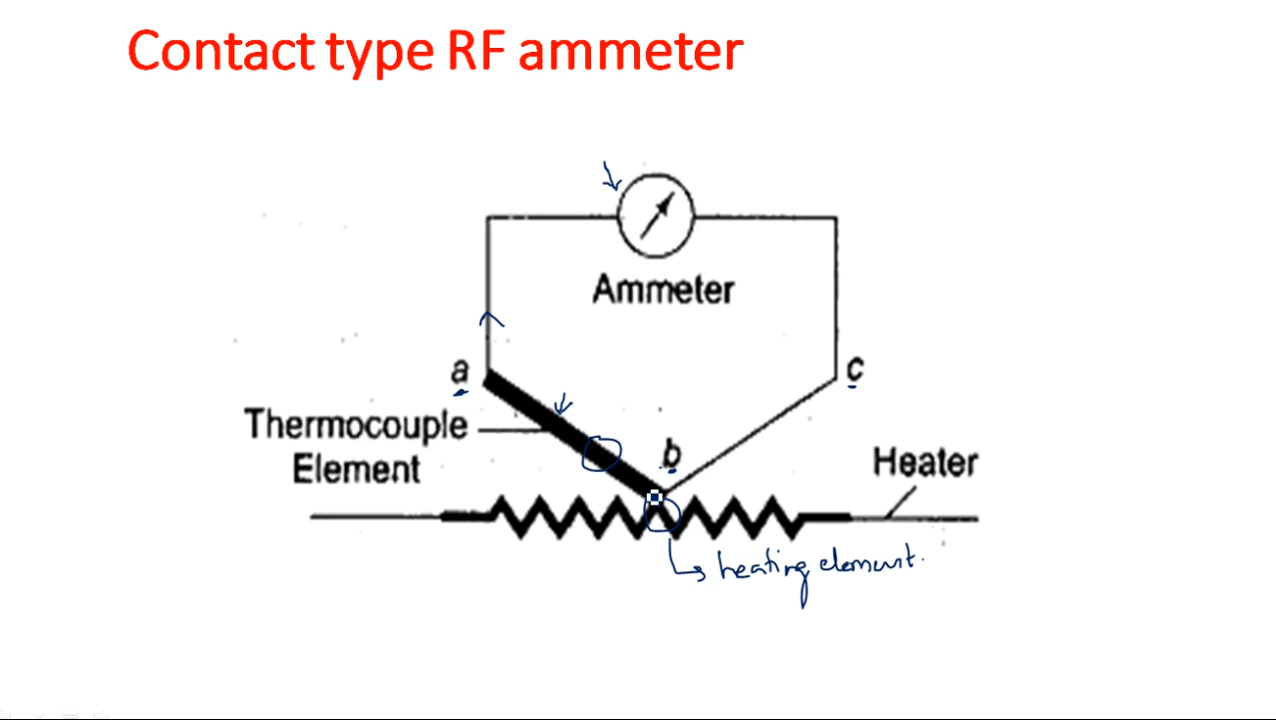 Contact type RF ammeter
Ammeter
a
c
Thermocouple
Element
b
Heater
heating element.